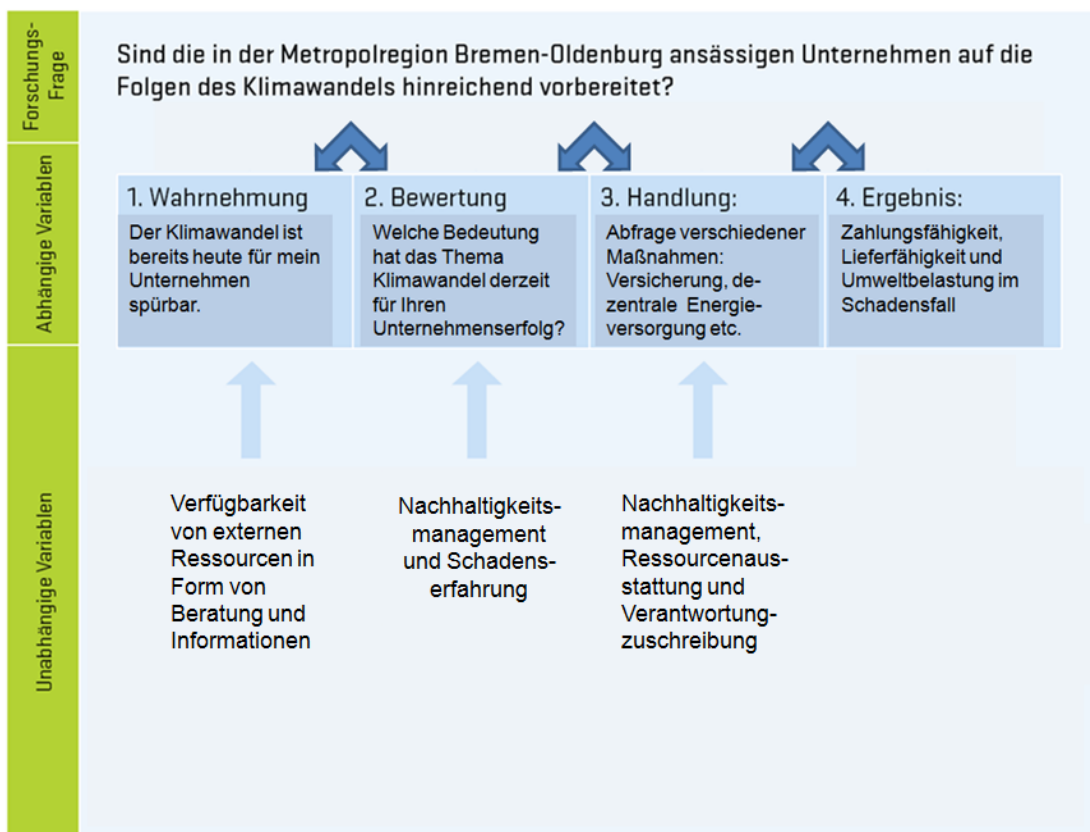 Forschungs-
Frage
Sind die in der Metropolregion Bremen-Oldenburg ansässigen Unternehmen auf die
Folgen des Klimawandels hinreichend vorbereitet?
Abhängige Variablen
1. Wahrnehmung
Der Klimawandel ist
bereits heute für mein
Unternehmen
spürbar.
2. Bewertung
Welche Bedeutung
hat das Thema
Klimawandel derzeit
für Ihren
Unternehmenserfolg?
3. Handlung:
Abfrage verschiedener
Maßnahmen:
Versicherung, de-
zentrale Energie-
versorgung etc.
4. Ergebnis:
Zahlungsfähigkeit,
Lieferfähigkeit und
Umweltbelastung im
Schadensfall
Unabhängige Variablen
Verfügbarkeit
von externen
Ressourcen in
Form von
Beratung und
Informationen
Nachhaltigkeits-
management
und Schadens-
erfahrung
Nachhaltigkeits-
management,
Ressourcenaus-
stattung und
Verantwortung-
zuschreibung